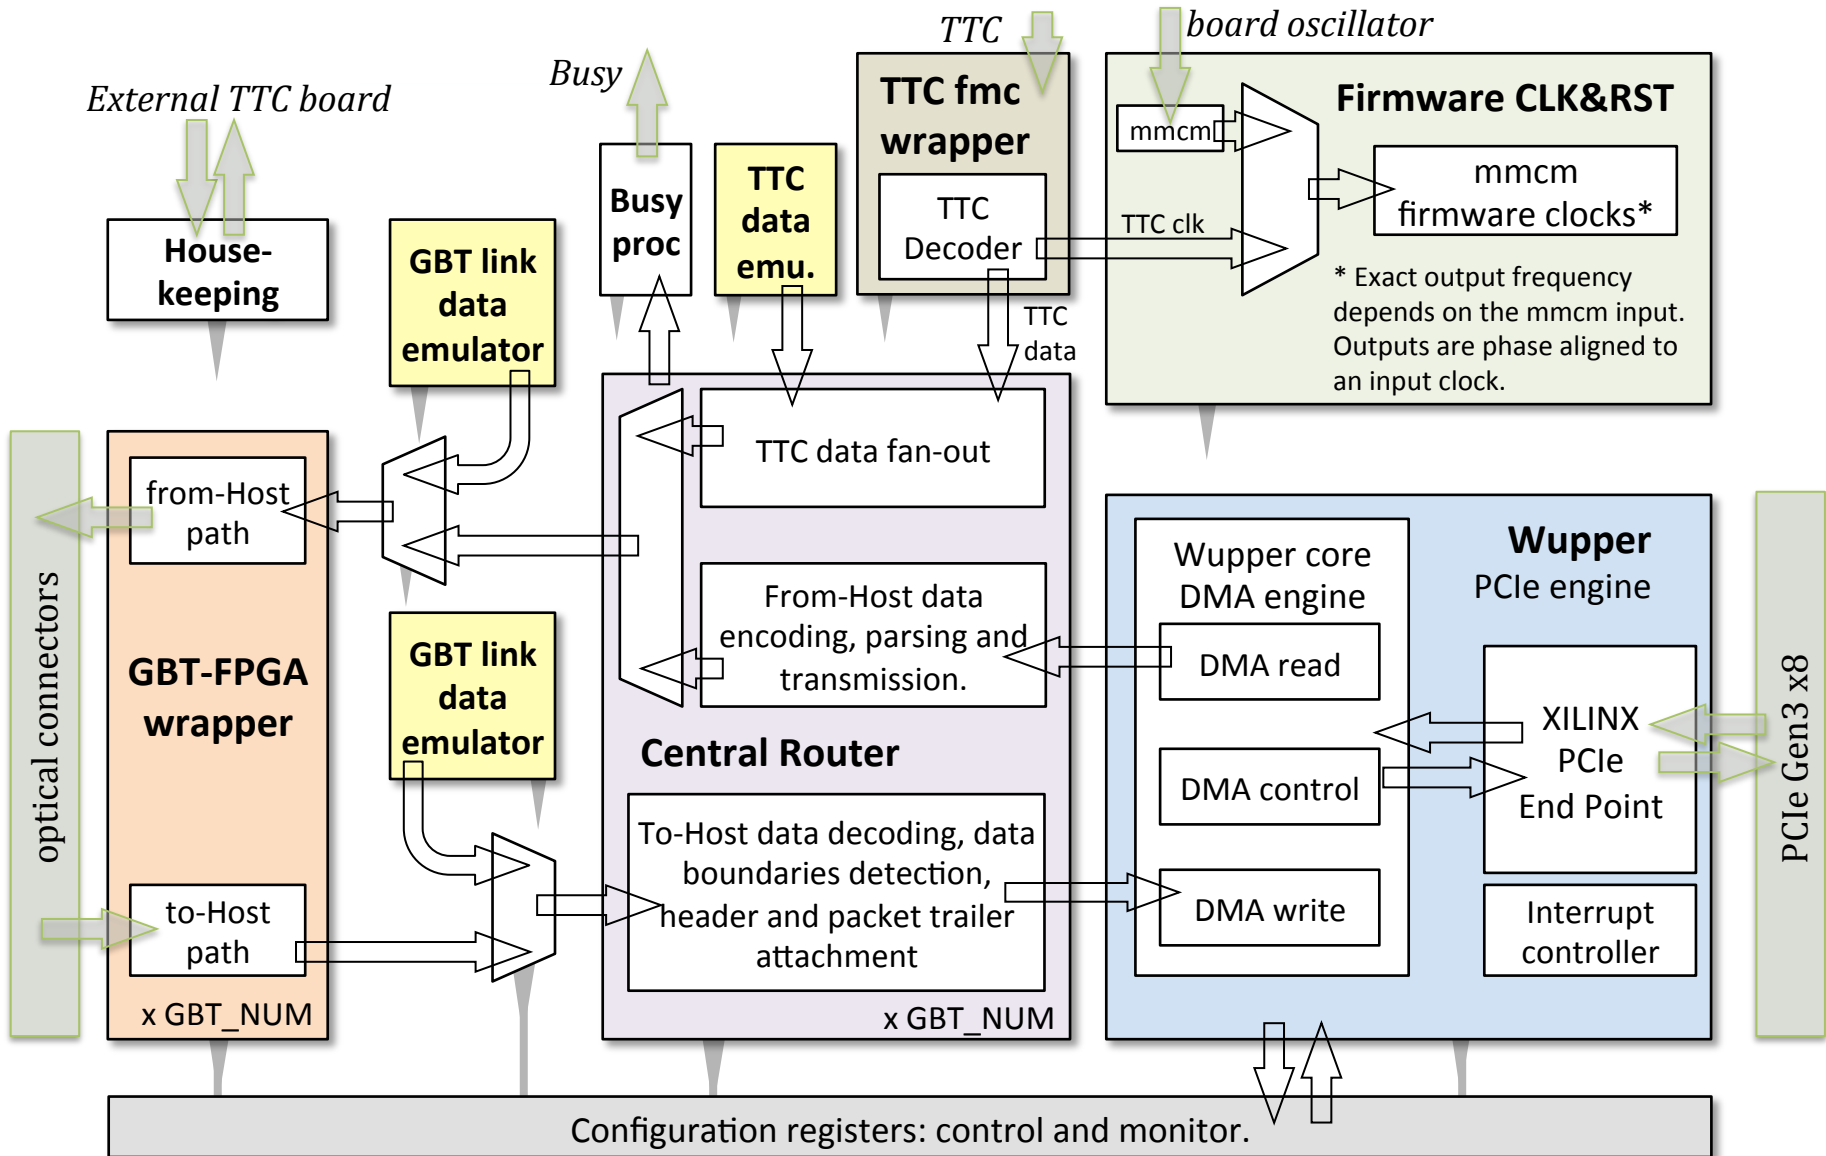 External TTC board
Busy
TTC
board oscillator
House-
keeping
GBT link
data
emulator
Busy
proc
TTC
data
emu.
TTC fmc
wrapper
TTC
Decoder
TTC clk
TTC
data
Firmware CLK&RST
mmcm
mmcm
firmware clocks*
* Exact output frequency
depends on the mmcm input.
Outputs are phase aligned to
an input clock.
optical connectors
from-Host
path
GBT-FPGA
wrapper
to-Host
path
x GBT_NUM
GBT link
data
emulator
TTC data fan-out
From-Host data
encoding, parsing and
transmission.
Central Router
To-Host data decoding, data
boundaries detection,
header and packet trailer
attachment
x GBT_NUM
Wupper core
DMA engine
DMA read
DMA control
DMA write
Wupper
PCIe engine
XILINX
PCIe
End Point
Interrupt
controller
PCIe Gen3 x8
Configuration registers: control and monitor.